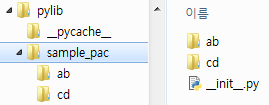 pylib
__pycache__
sample_pac
ab
cd
이름
ab
cd
__init__.py